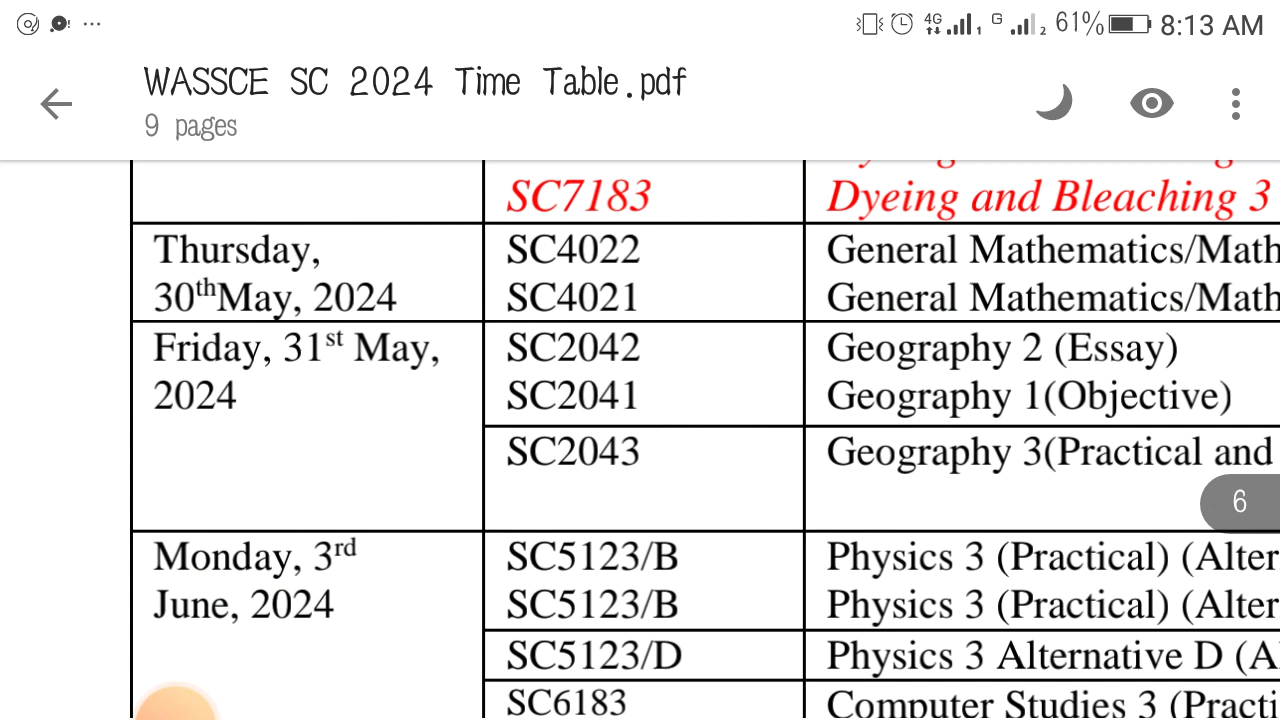 4G 1 G 2 61% 8:13 AM
WASSCE SC 2024 Time Table.pdf
9 pages
SC7183 Dyeing and Bleaching 3
Thursday, SC4022 General Mathematics/Math
30thMay, 2024 SC4021 General Mathematics/Math
Friday, 31st May, SC2042 Geography 2 (Essay)
2024 SC2041 Geography 1(Objective)
SC2043 Geography 3(Practical and
6
Monday, 3rd SC5123/B Physics 3 (Practical) (Alter
June, 2024 SC5123/B Physics 3 (Practical) (Alter
SC5123/D Physics 3 Alternative D (A
SC6183 Computer Studies 3 (Practi